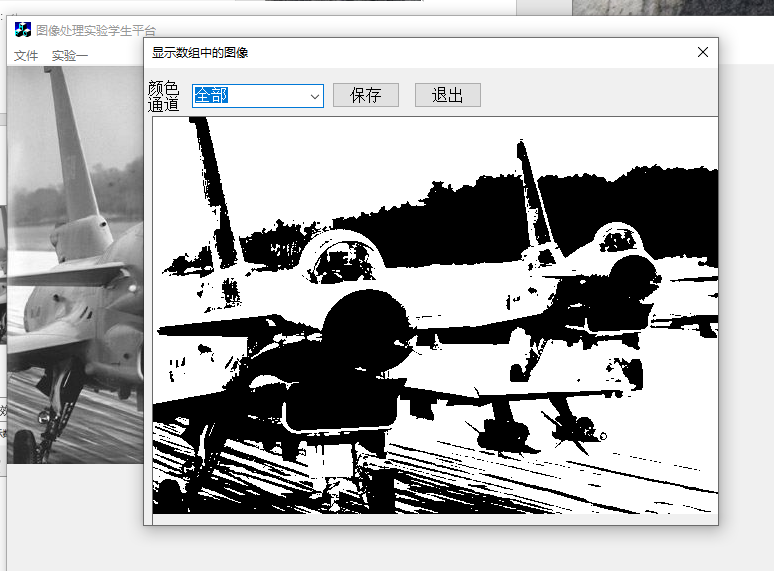 图像处理实验学生平台
文件 实验一
显示数组中的图像
颜色
通道
全部
保存
退出